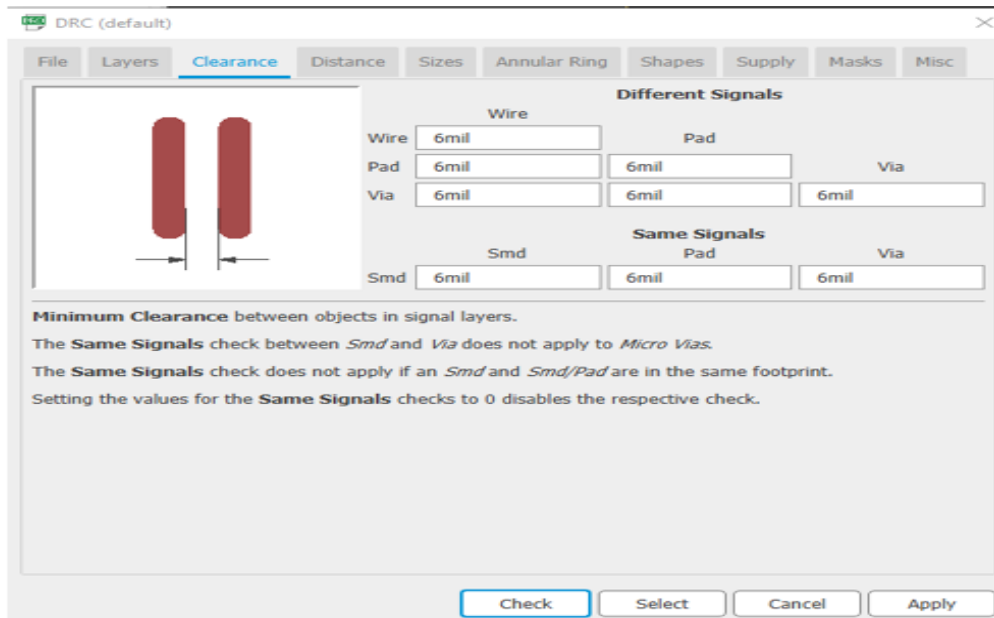 DRC (default)
File Layers Clearance Distance Sizes Annular Ring Shapes Supply Masks Misc
Different Signals
Wire
Wire 6mil Pad
Pad 6mil 6mil Via
Via 6mil 6mil 6mil
Same Signals
Smd Pad Via
Smd 6mil 6mil 6mil
Minimum Clearance between objects in signal layers.
The Same Signals check between Smd and Via does not apply to Micro Vias.
The Same Signals check does not apply if an Smd and Smd/Pad are in the same footprint.
Setting the values for the Same Signals checks to 0 disables the respective check.
Check Select Cancel Apply